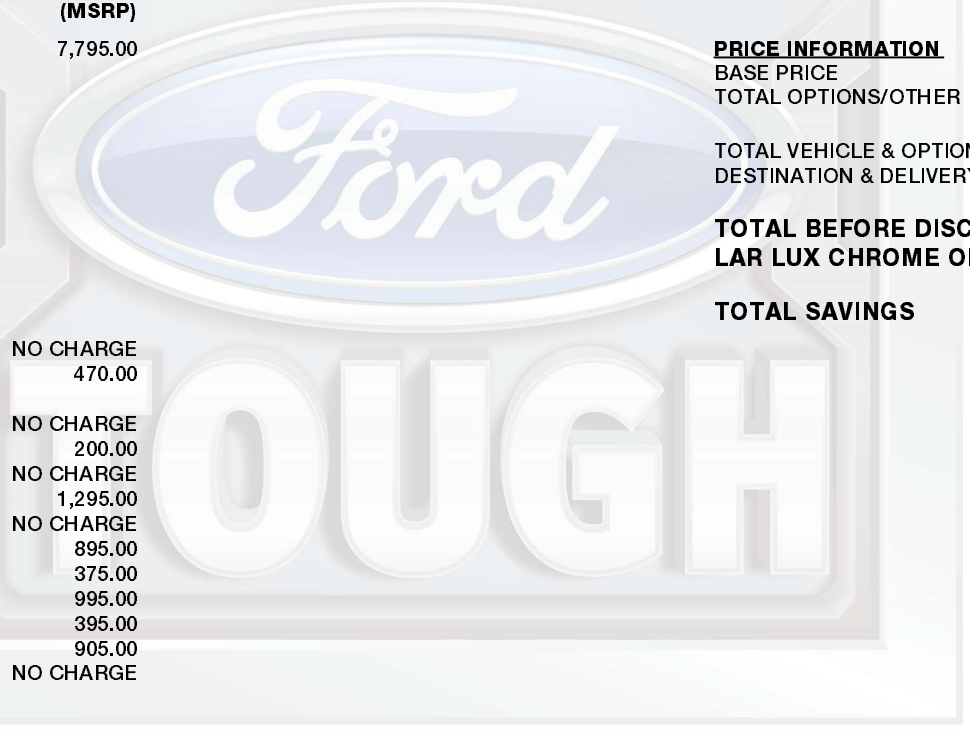 (MSRP)
7,795.00
NO CHARGE
470.00
NO CHARGE
200.00
NO CHARGE
1,295.00
NO CHARGE
895.00
375.00
995.00
395.00
905.00
NO CHARGE
Ford
TOUGH
PRICE INFORMATION
BASE PRICE
TOTAL OPTIONS/OTHER
TOTAL VEHICLE & OPTION
DESTINATION & DELIVERY
TOTAL BEFORE DISC
LAR LUX CHROME
TOTAL SAVINGS